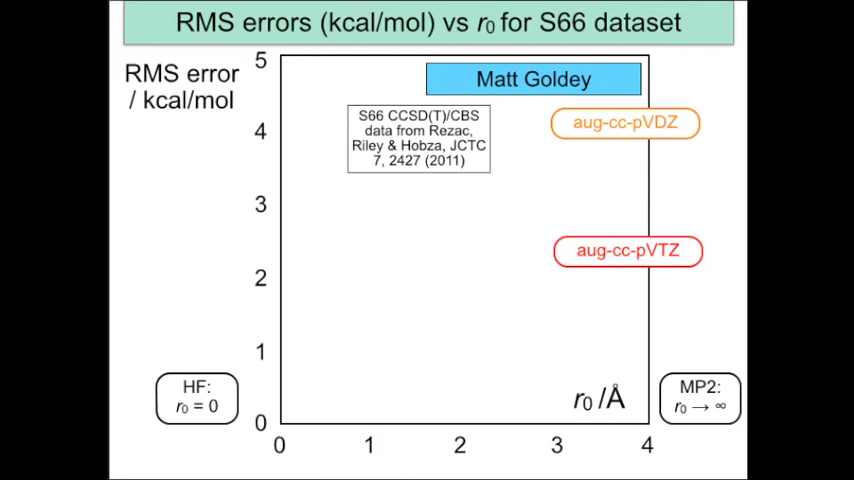 RMS errors (kcal/mol) vs r0 for S66 dataset
RMS error
/ kcal/mol
5
4
3
2
1
0
Matt Goldey
S66 CCSD(T)/CBS
data from Rezac,
Riley & Hobza, JCTC
7, 2427 (2011)
aug-cc-pVDZ
aug-cc-pVTZ
HF:
r0 = 0
r0 /Å
MP2:
r0 → ∞
0 1 2 3 4